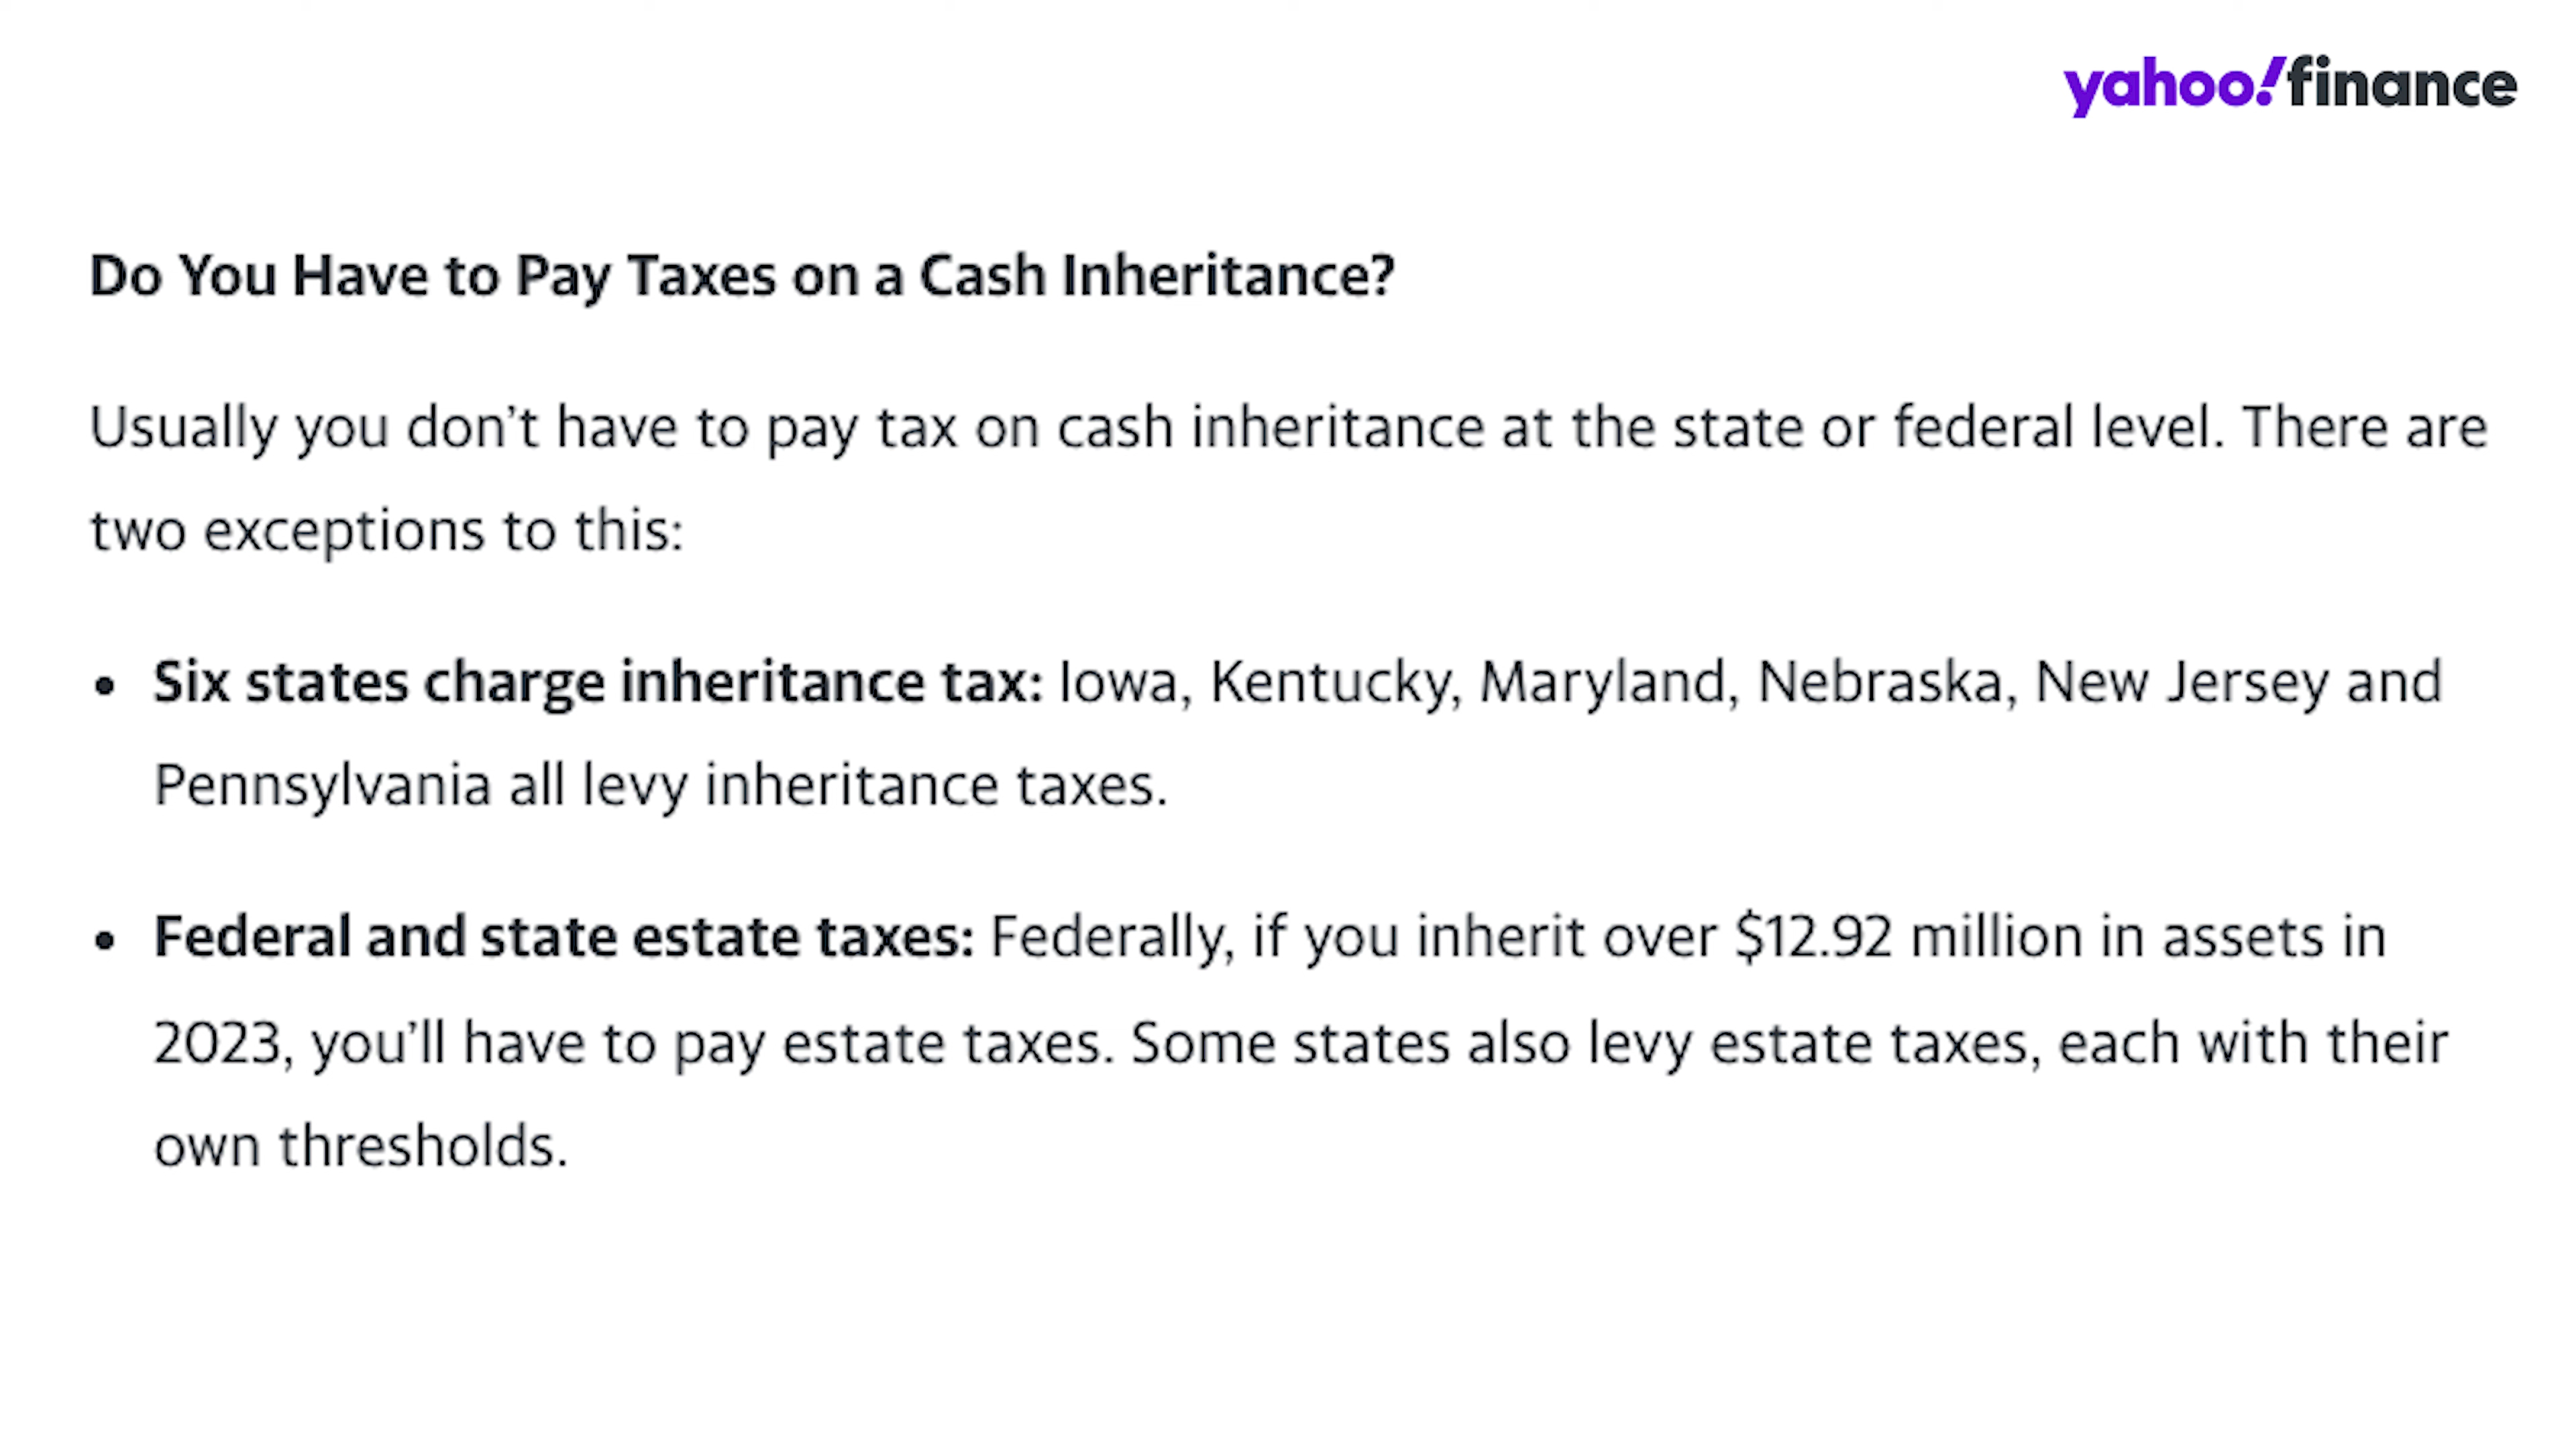 yahoo!finance
Do You Have to Pay Taxes on a Cash Inheritance?
Usually you don’t have to pay tax on cash inheritance at the state or federal level. There are
two exceptions to this:
• Six states charge inheritance tax: Iowa, Kentucky, Maryland, Nebraska, New Jersey and
Pennsylvania all levy inheritance taxes.
• Federal and state estate taxes: Federally, if you inherit over $12.92 million in assets in
2023, you’ll have to pay estate taxes. Some states also levy estate taxes, each with their
own thresholds.